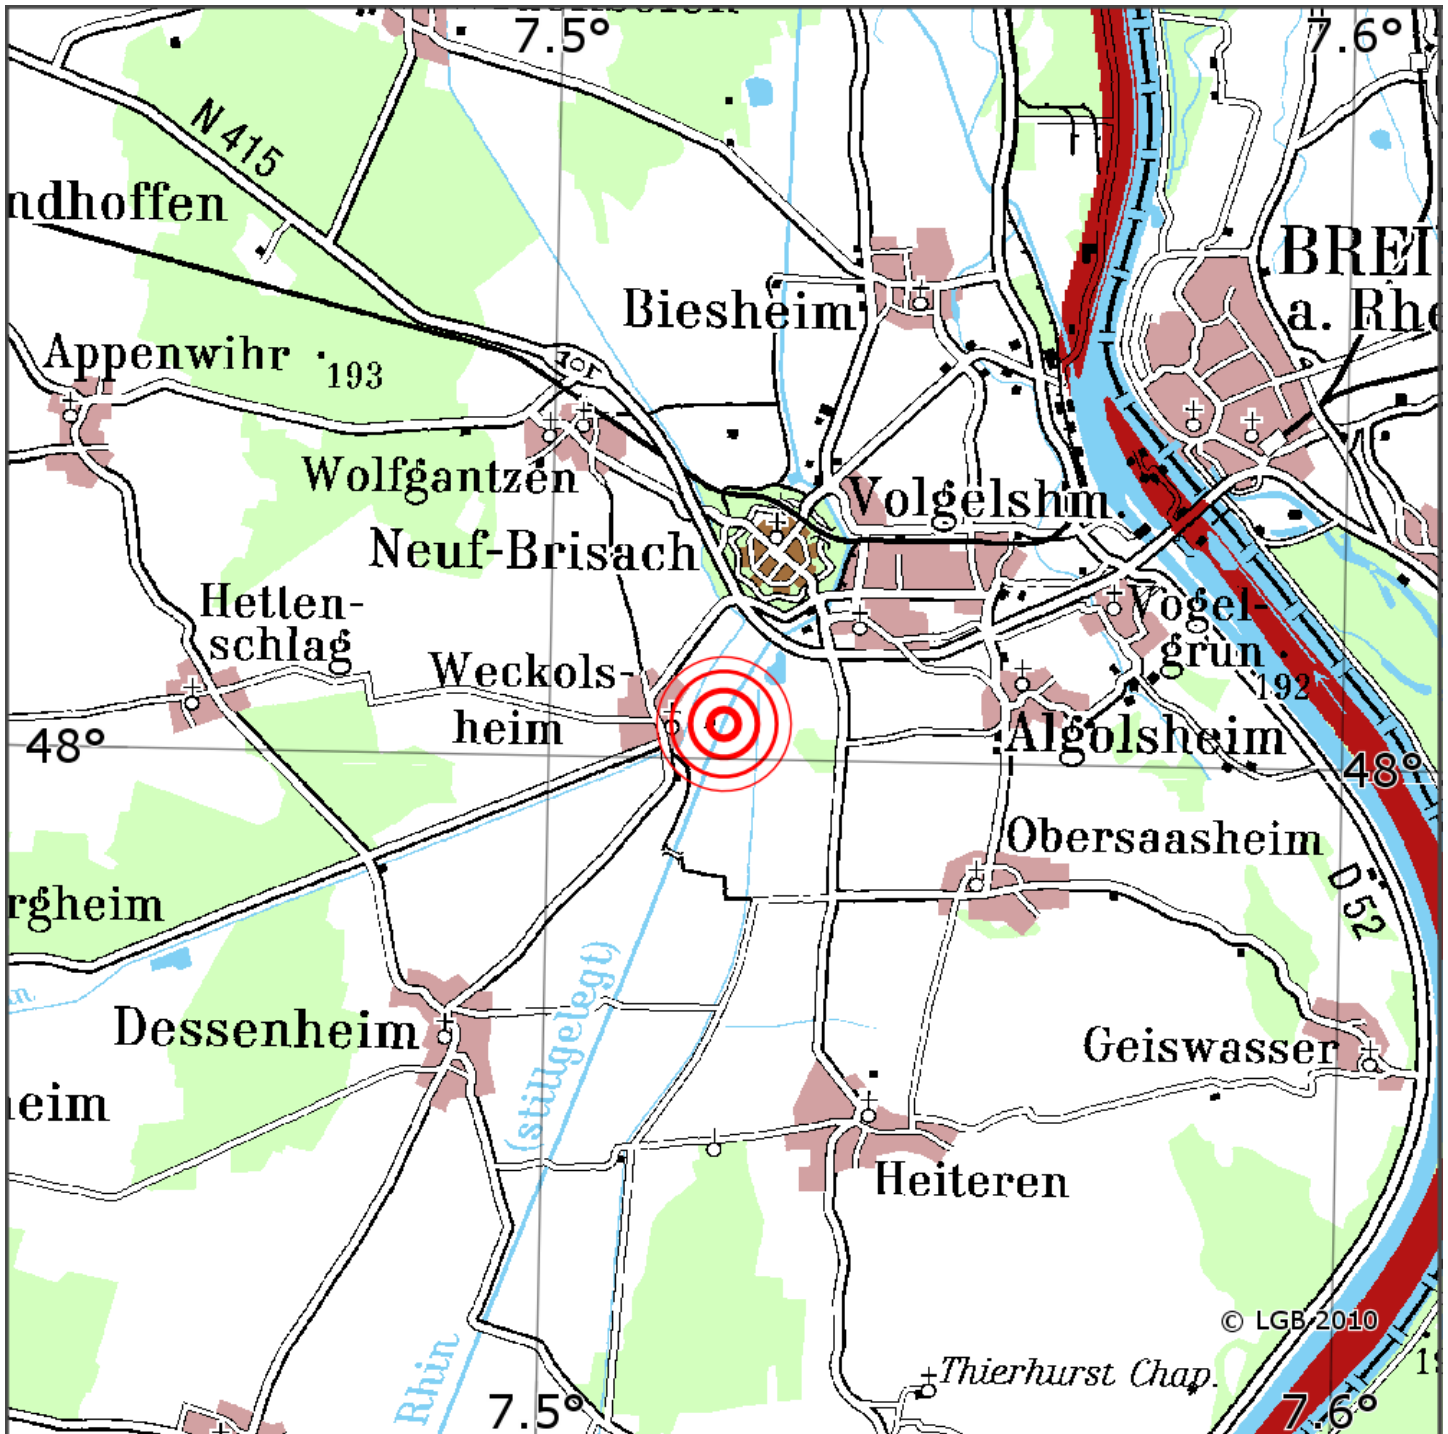 7.5°
7.6°
N 415
ndhoffen
BREI
a. Rhe
Biesheim
Appenwihr
193
Wolfgantzen
Volgelshm.
Neuf-Brisach
Hetten-
schlag
Vogel-
grun
192
Weckols-
heim
48°
Algolsheim
48°
Obersaasheim
D 52
rgheim
(stillgelegt)
Dessenheim
Geiswasser
eim
Heiteren
© LGB 2010
Rhin
Thierhurst Chap.
7.5°
7.6°